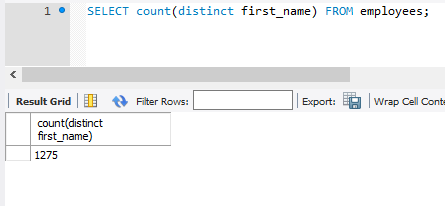 1 SELECT count(distinct first_name) FROM employees;
Result Grid Filter Rows: Export: Wrap Cell Conte
count(distinct
first_name)
1275